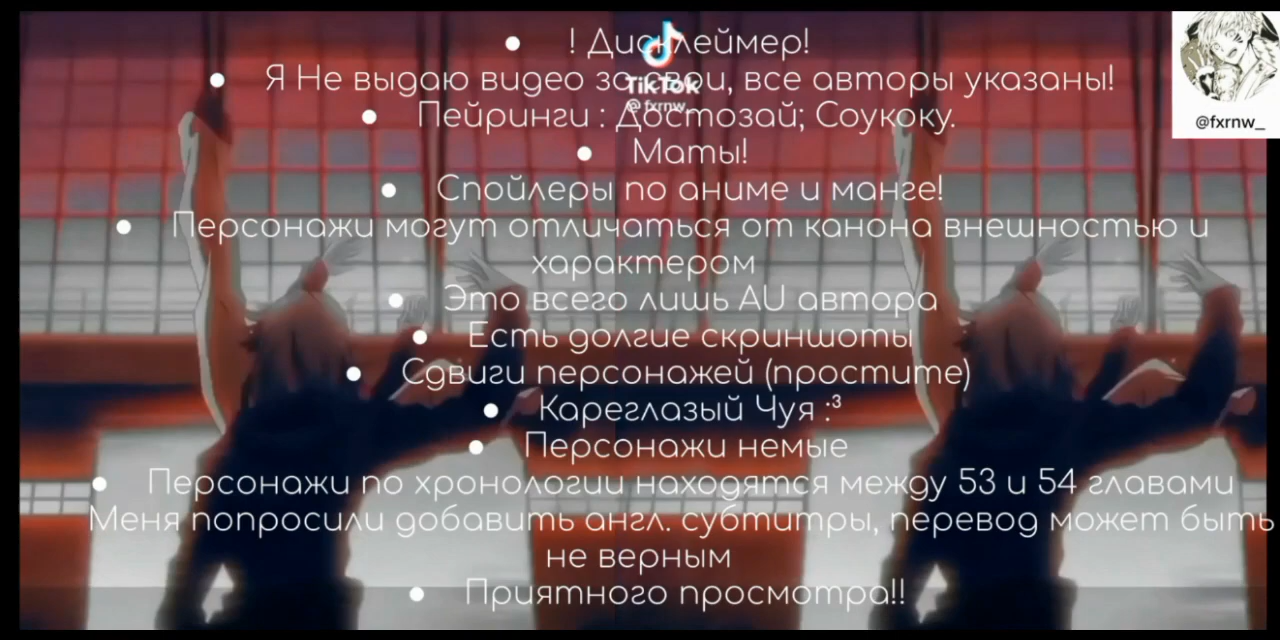 • ! Дисклеймер!
• Я Не выдаю видео за свои, все авторы указаны!
TikTok
@fxrnw_
@fxrnw_
• Пейринги : Достозай; Соукоку.
• Маты!
• Спойлеры по аниме и манге!
• Персонажи могут отличаться от канона внешностью и
характером
• Это всего лишь AU автора
• Есть долгие скриншоты
• Сдвиги персонажей (простите)
• Кареглазый Чуя :³
• Персонажи немые
• Персонажи по хронологии находятся между 53 и 54 главами
Меня попросили добавить англ. субтитры, перевод может быть
не верным
• Приятного просмотра!!